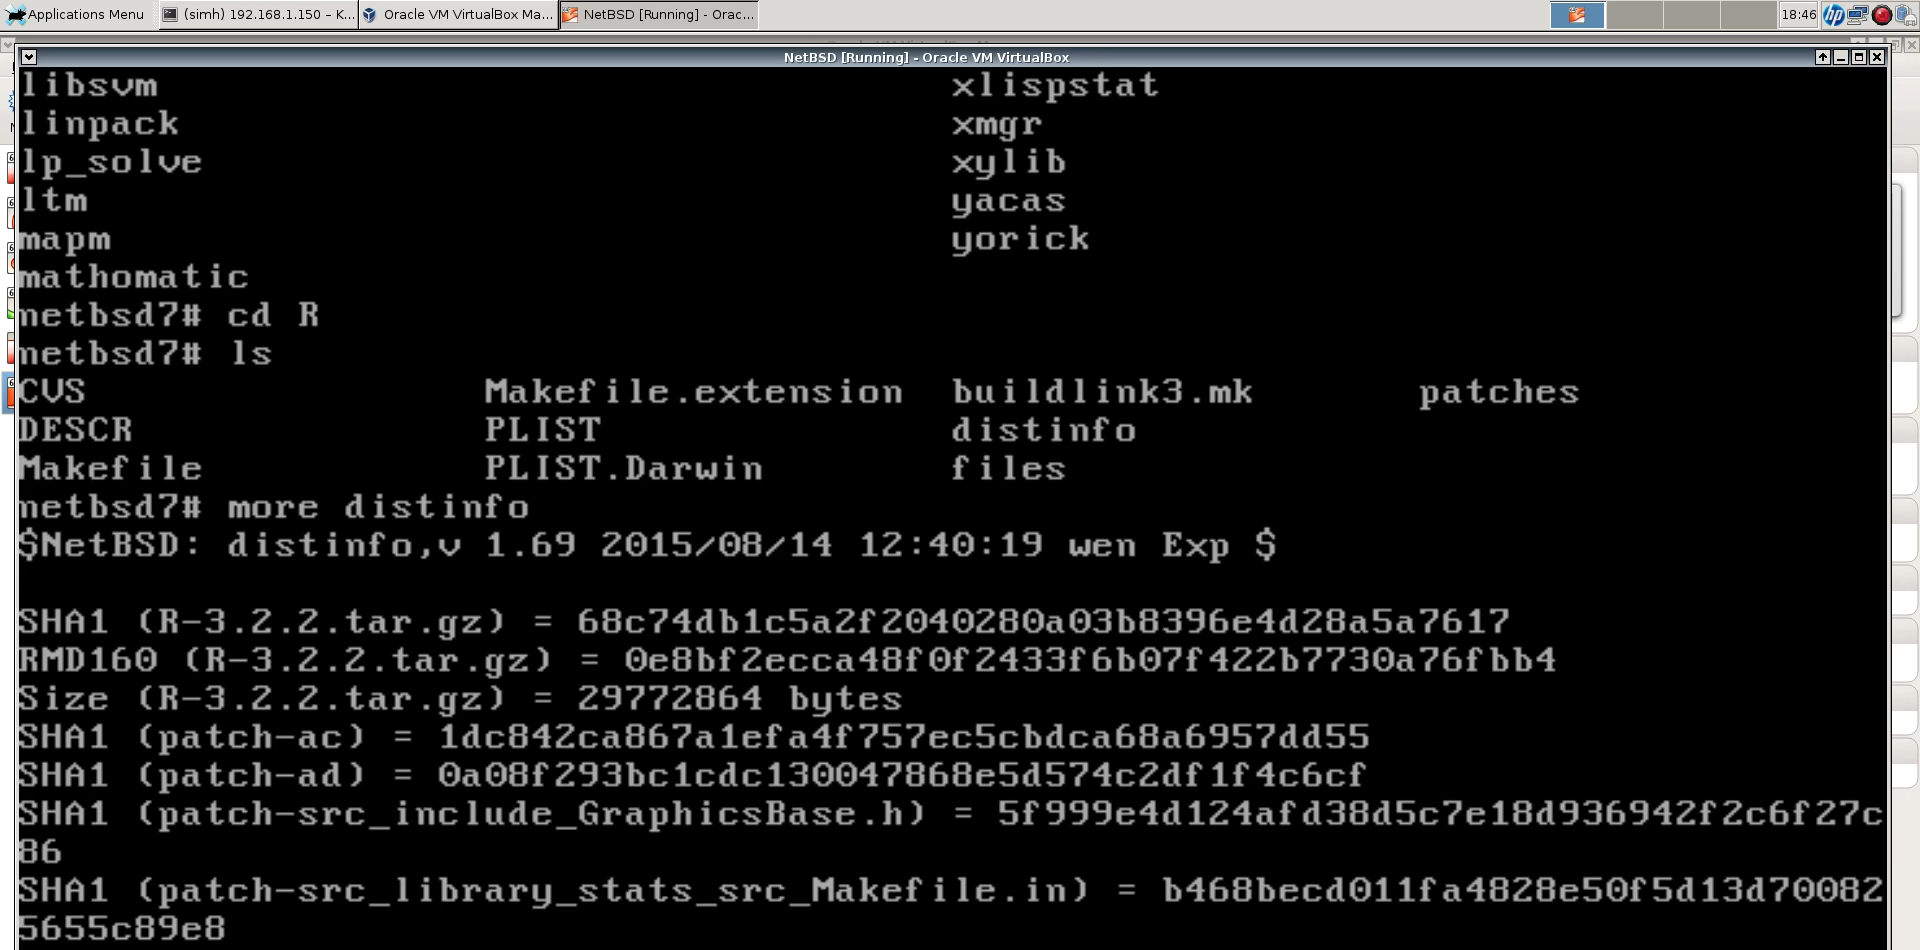 Applications Menu (simh) 192.168.1.150 – K... Oracle VM VirtualBox Ma... NetBSD [Running] - Orac... 18:46
NetBSD [Running] - Oracle VM VirtualBox
libsvm xlispstat
linpack xmgr
lp_solve xylib
ltm yacas
mapm yorick
mathomatic
netbsd7# cd R
netbsd7# ls
CVS Makefile.extension buildlink3.mk patches
DESCR PLIST distinfo
Makefile PLIST.Darwin files
netbsd7# more distinfo
$NetBSD: distinfo,v 1.69 2015/08/14 12:40:19 wen Exp $
SHA1 (R-3.2.2.tar.gz) = 68c74db1c5a2f2040280a03b8396e4d28a5a7617
RMD160 (R-3.2.2.tar.gz) = 0e8bf2ecca48f0f2433f6b07f422b7730a76fbb4
Size (R-3.2.2.tar.gz) = 29772864 bytes
SHA1 (patch-ac) = 1dc842ca867a1efa4f757ec5cbdca68a6957dd55
SHA1 (patch-ad) = 0a08f293bc1cdc130047868e5d574c2df1f4c6cf
SHA1 (patch-src_include_GraphicsBase.h) = 5f999e4d124afd38d5c7e18d936942f2c6f27c
86
SHA1 (patch-src_library_stats_src_Makefile.in) = b468becd011fa4828e50f5d13d70082
5655c89e8